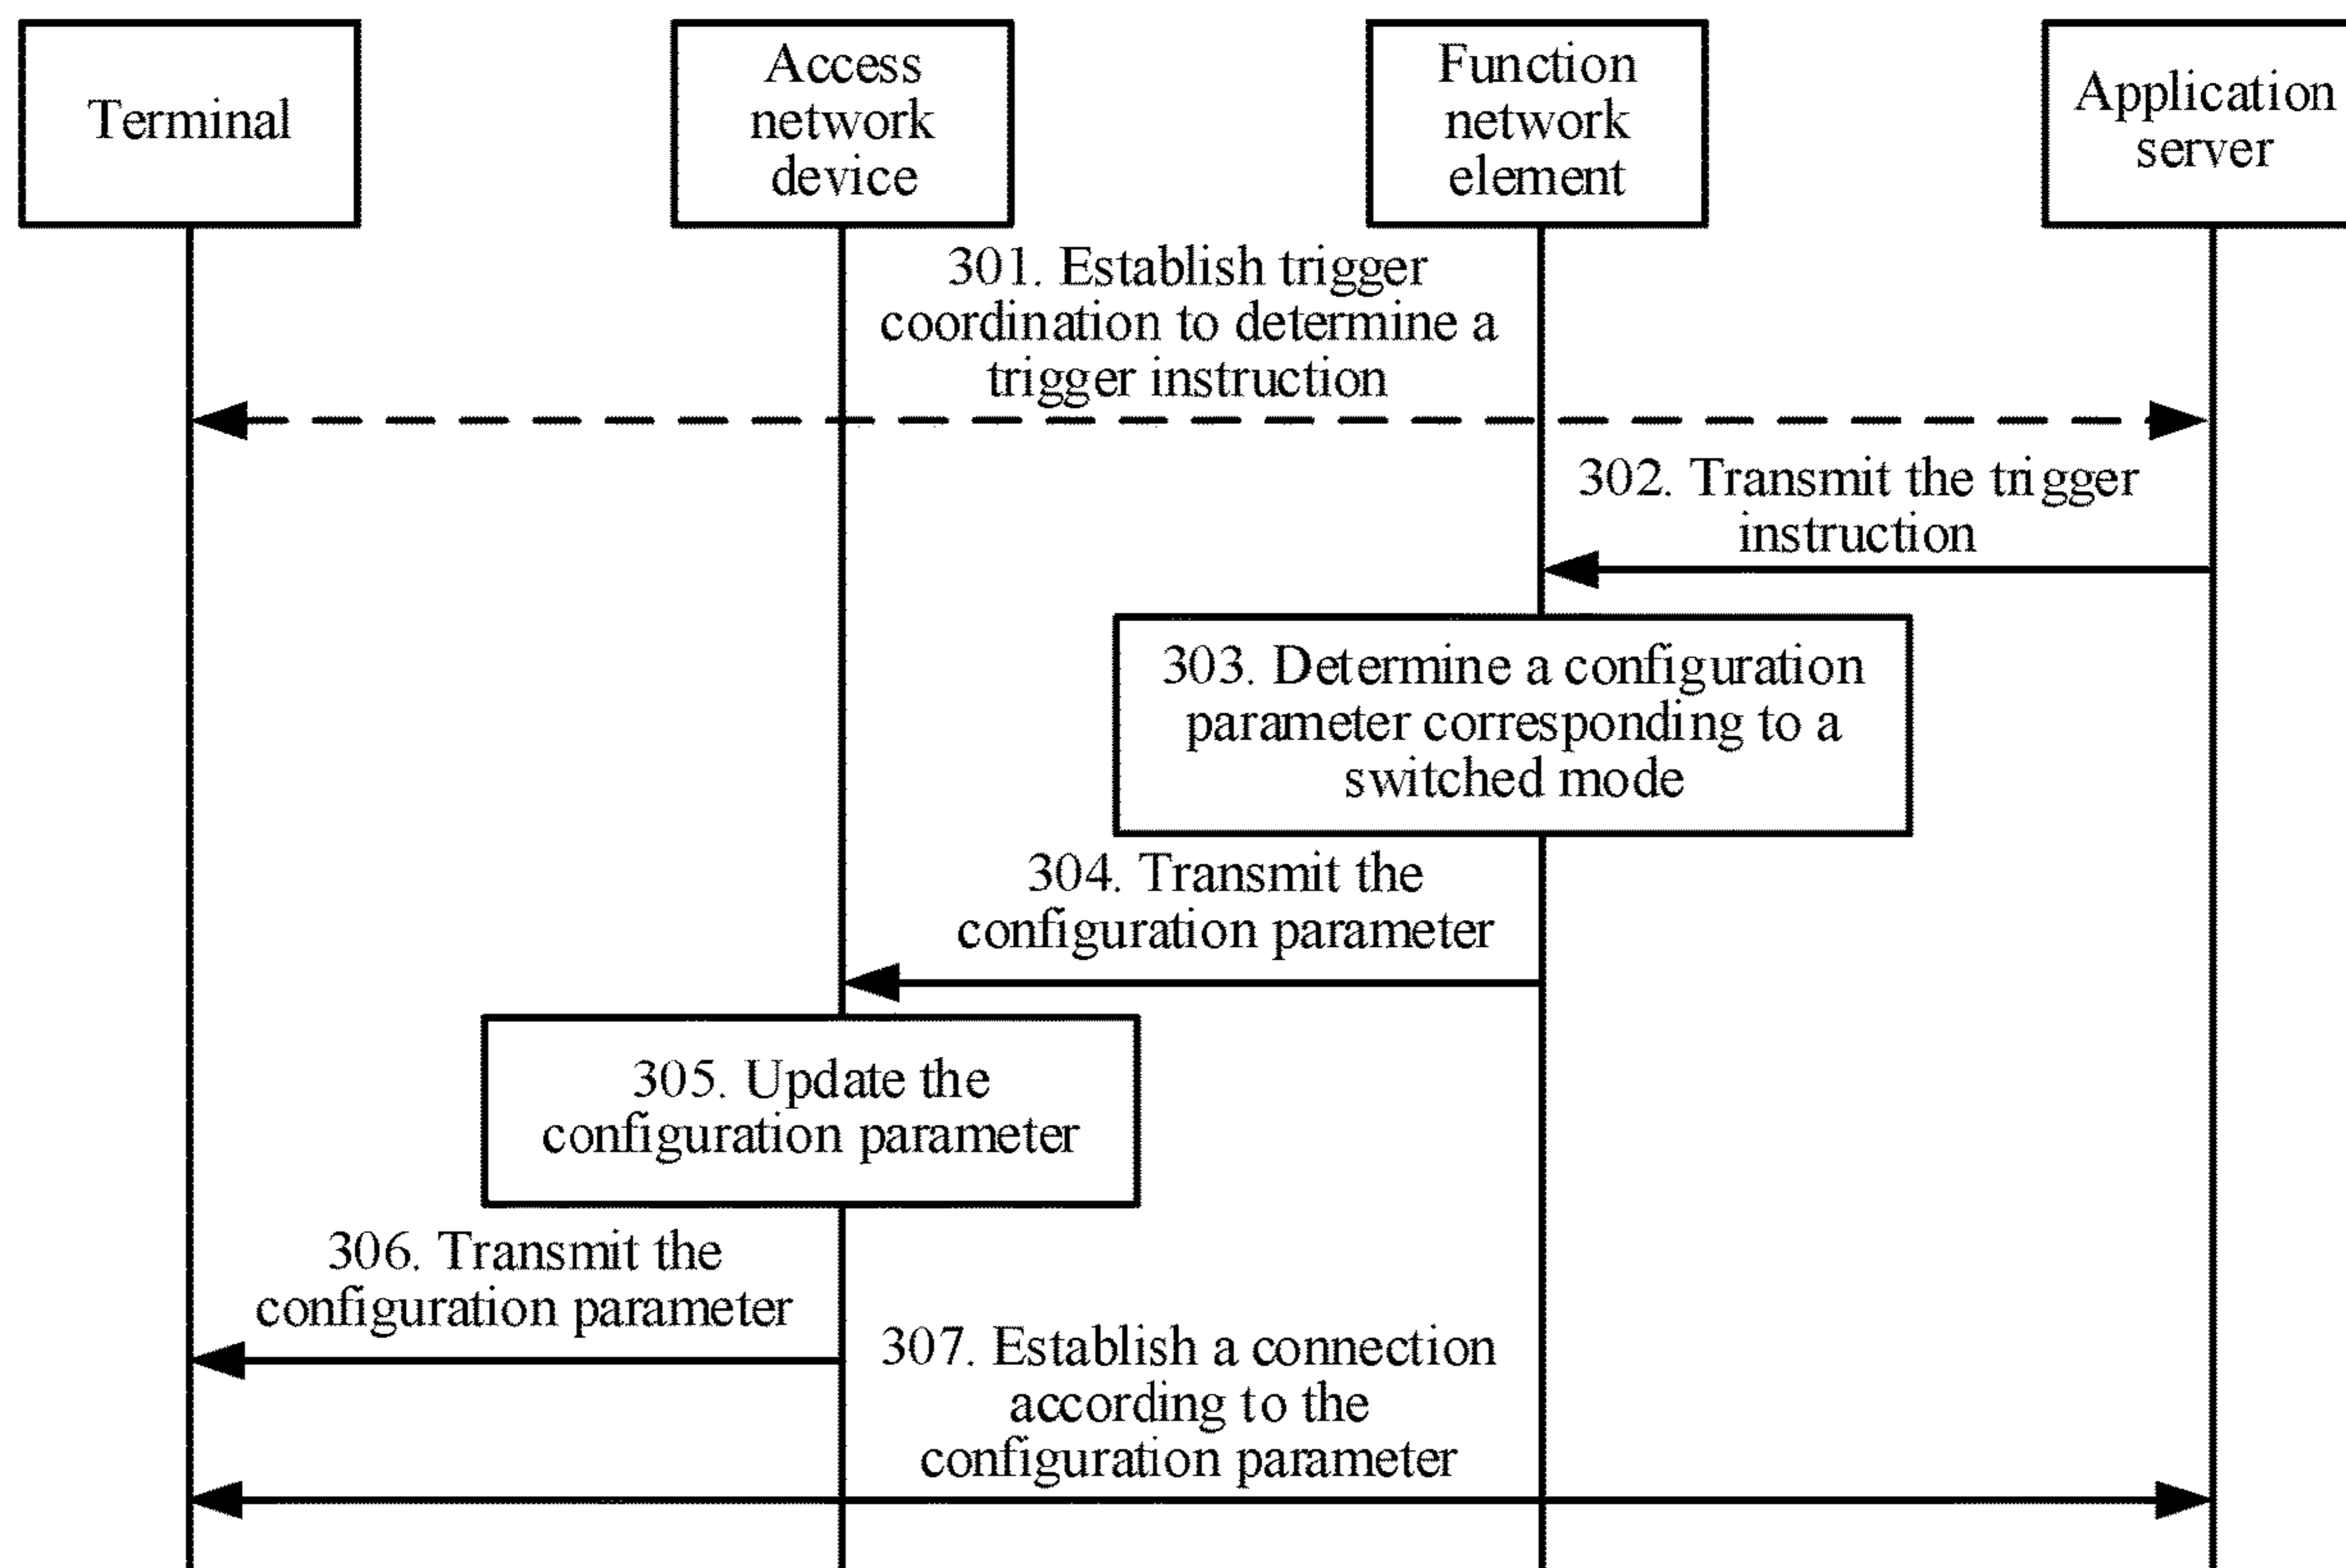 Terminal
Access
network
device
Function
network
element
Application
server
301. Establish trigger
coordination to determine a
trigger instruction
302. Transmit the trigger
instruction
303. Determine a configuration
parameter corresponding to a
switched mode
304. Transmit the
configuration parameter
305. Update the
configuration parameter
306. Transmit the
configuration parameter
307. Establish a connection
according to the
configuration parameter